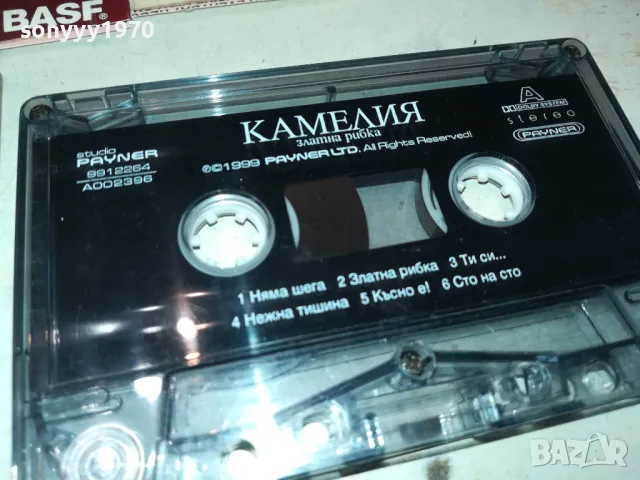 BASF
sonyyy1970
КАМЕЛИЯ
златна рибка
℗©1999 PAYNER LTD. All Rights Reserved!
studio
PAYNER
9912264
A002396
A
DOLBY SYSTEM
stereo
PAYNER
1 Няма шега 2 Златна рибка 3 Ти си...
4 Нежна тишина 5 Късно е! 6 Сто на сто
sonyyy1970
BAZAR